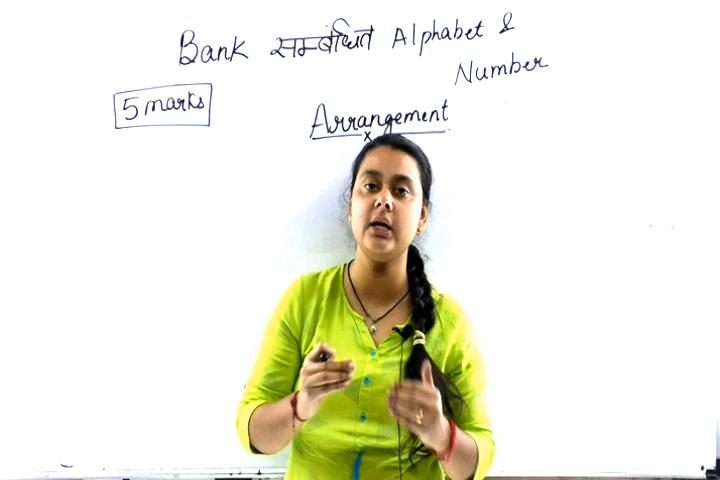 Bank सम्बंधित Alphabet &
Number
5 marks
Arrangement
x